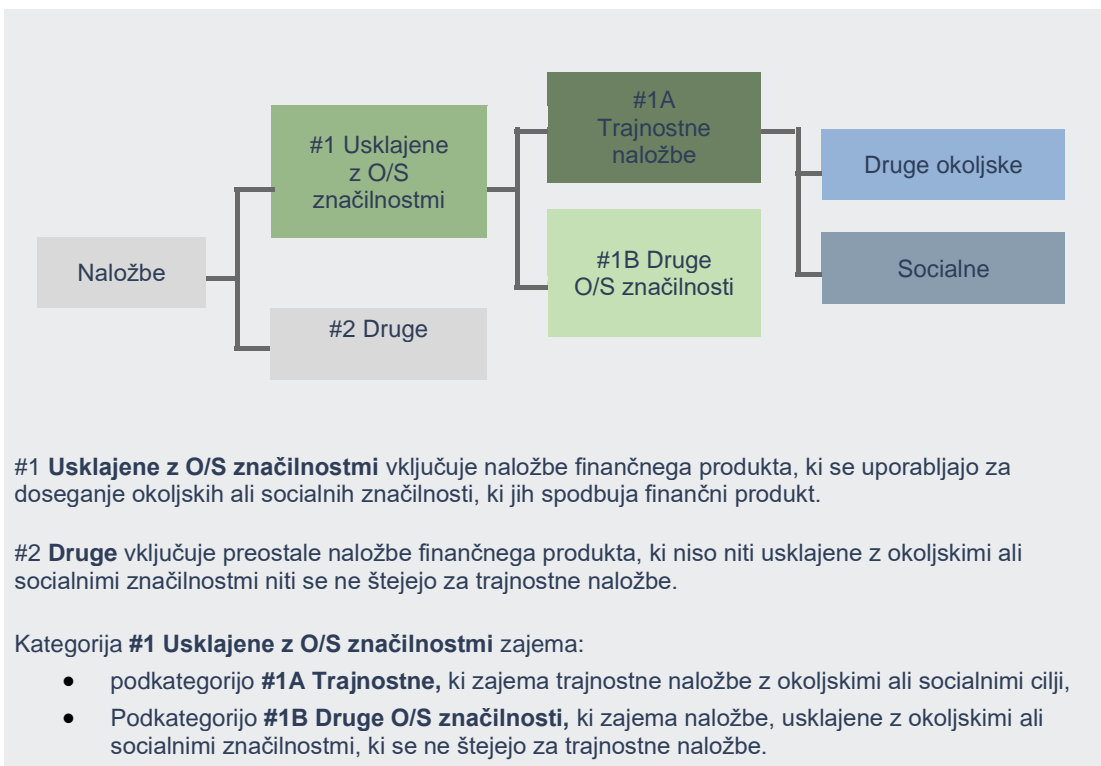 #1A
Trajnostne
naložbe
#1 Usklajene
z O/S
značilnostmi
Druge okoljske
Naložbe
#1B Druge
O/S značilnosti
Socialne
#2 Druge
#1 Usklajene z O/S značilnostmi vključuje naložbe finančnega produkta, ki se uporabljajo za
doseganje okoljskih ali socialnih značilnosti, ki jih spodbuja finančni produkt.
#2 Druge vključuje preostale naložbe finančnega produkta, ki niso niti usklajene z okoljskimi ali
socialnimi značilnostmi niti se ne štejejo za trajnostne naložbe.
Kategorija #1 Usklajene z O/S značilnostmi zajema:
• podkategorijo #1A Trajnostne, ki zajema trajnostne naložbe z okoljskimi ali socialnimi cilji,
• Podkategorijo #1B Druge O/S značilnosti, ki zajema naložbe, usklajene z okoljskimi ali
socialnimi značilnostmi, ki se ne štejejo za trajnostne naložbe.